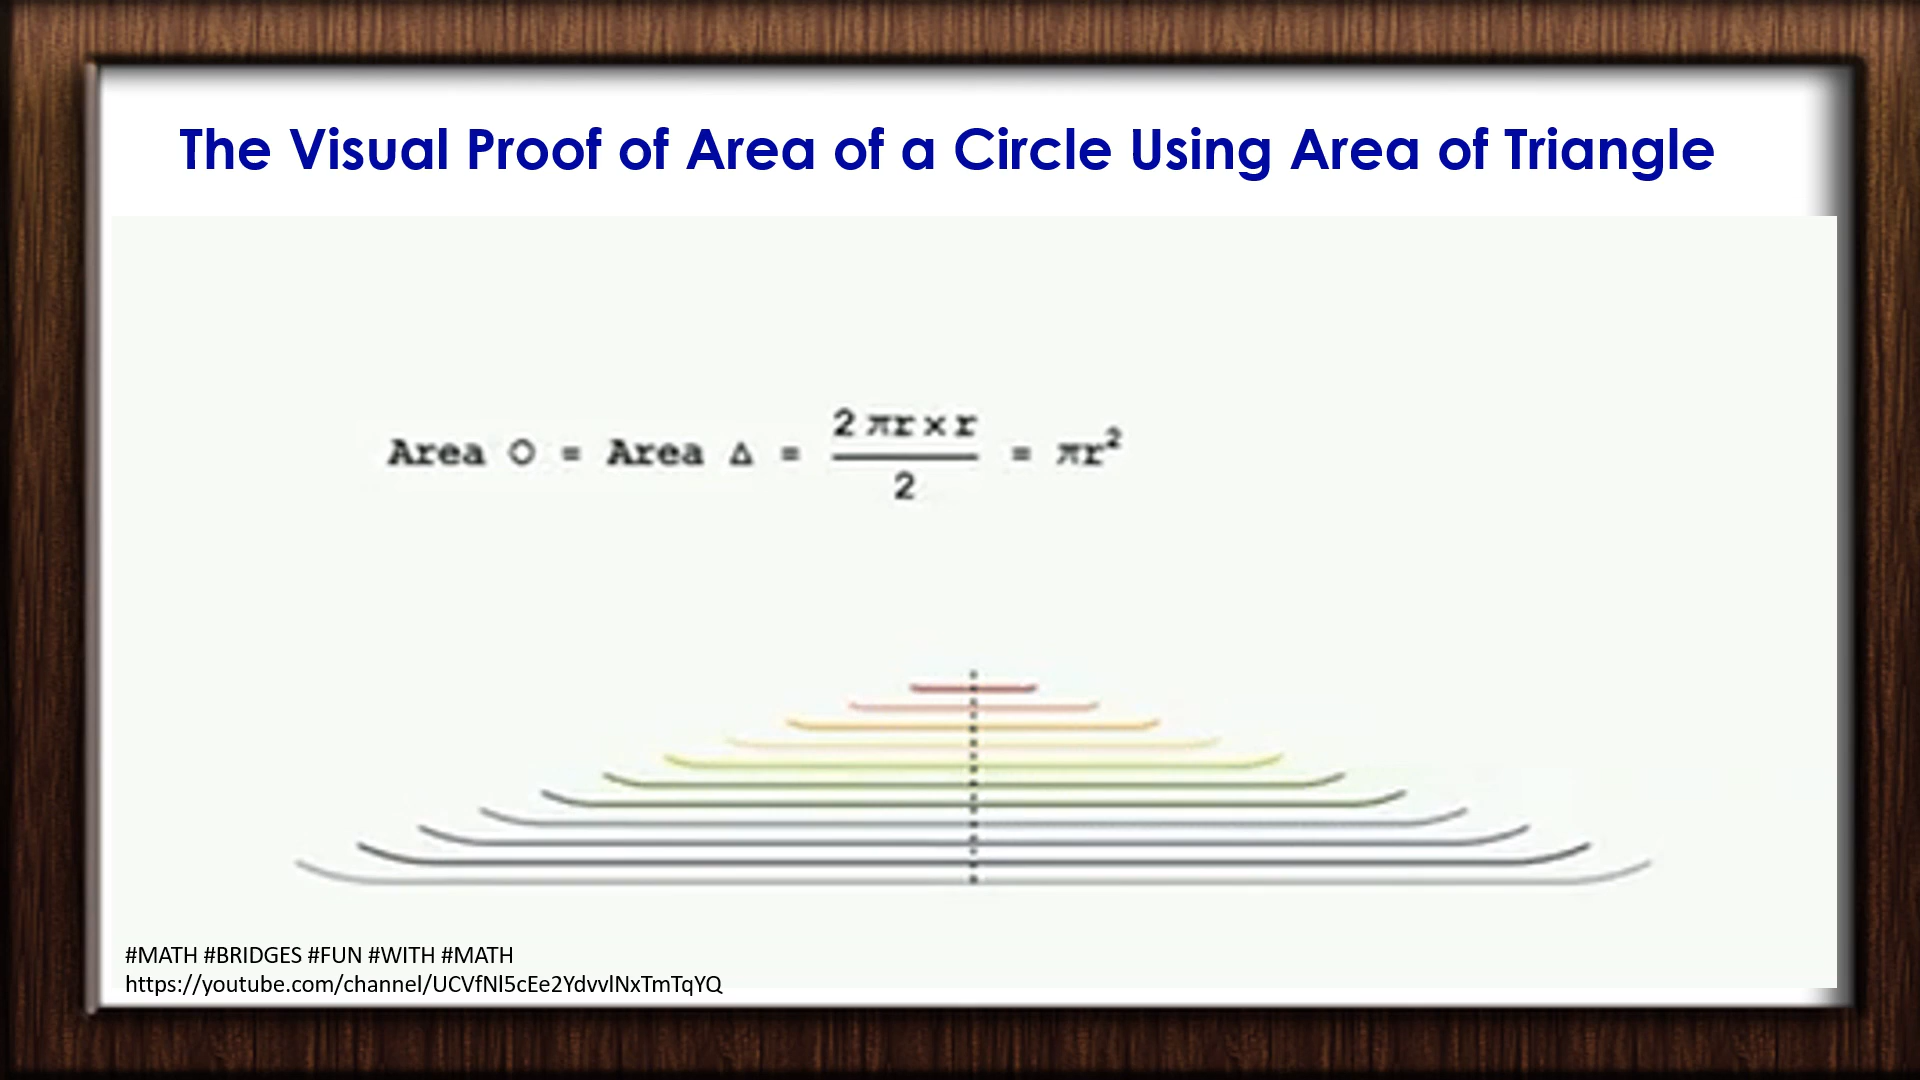 The Visual Proof of Area of a Circle Using Area of Triangle
Area ○ = Area Δ = 2 πr × r / 2 = πr²
#MATH #BRIDGES #FUN #WITH #MATH
https://youtube.com/channel/UCVfNl5cEe2YdvvlNxTmTqYQ